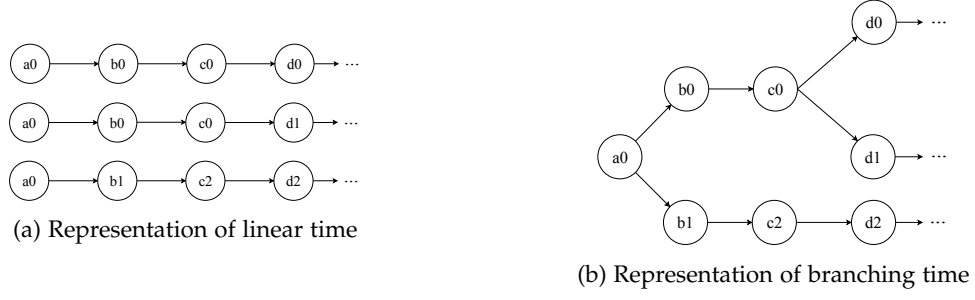 a0 b0 c0 d0 ...
a0 b0 c0 d1 ...
a0 b1 c2 d2 ...
(a) Representation of linear time
d0 ...
b0 c0
a0
d1 ...
b1 c2 d2 ...
(b) Representation of branching time